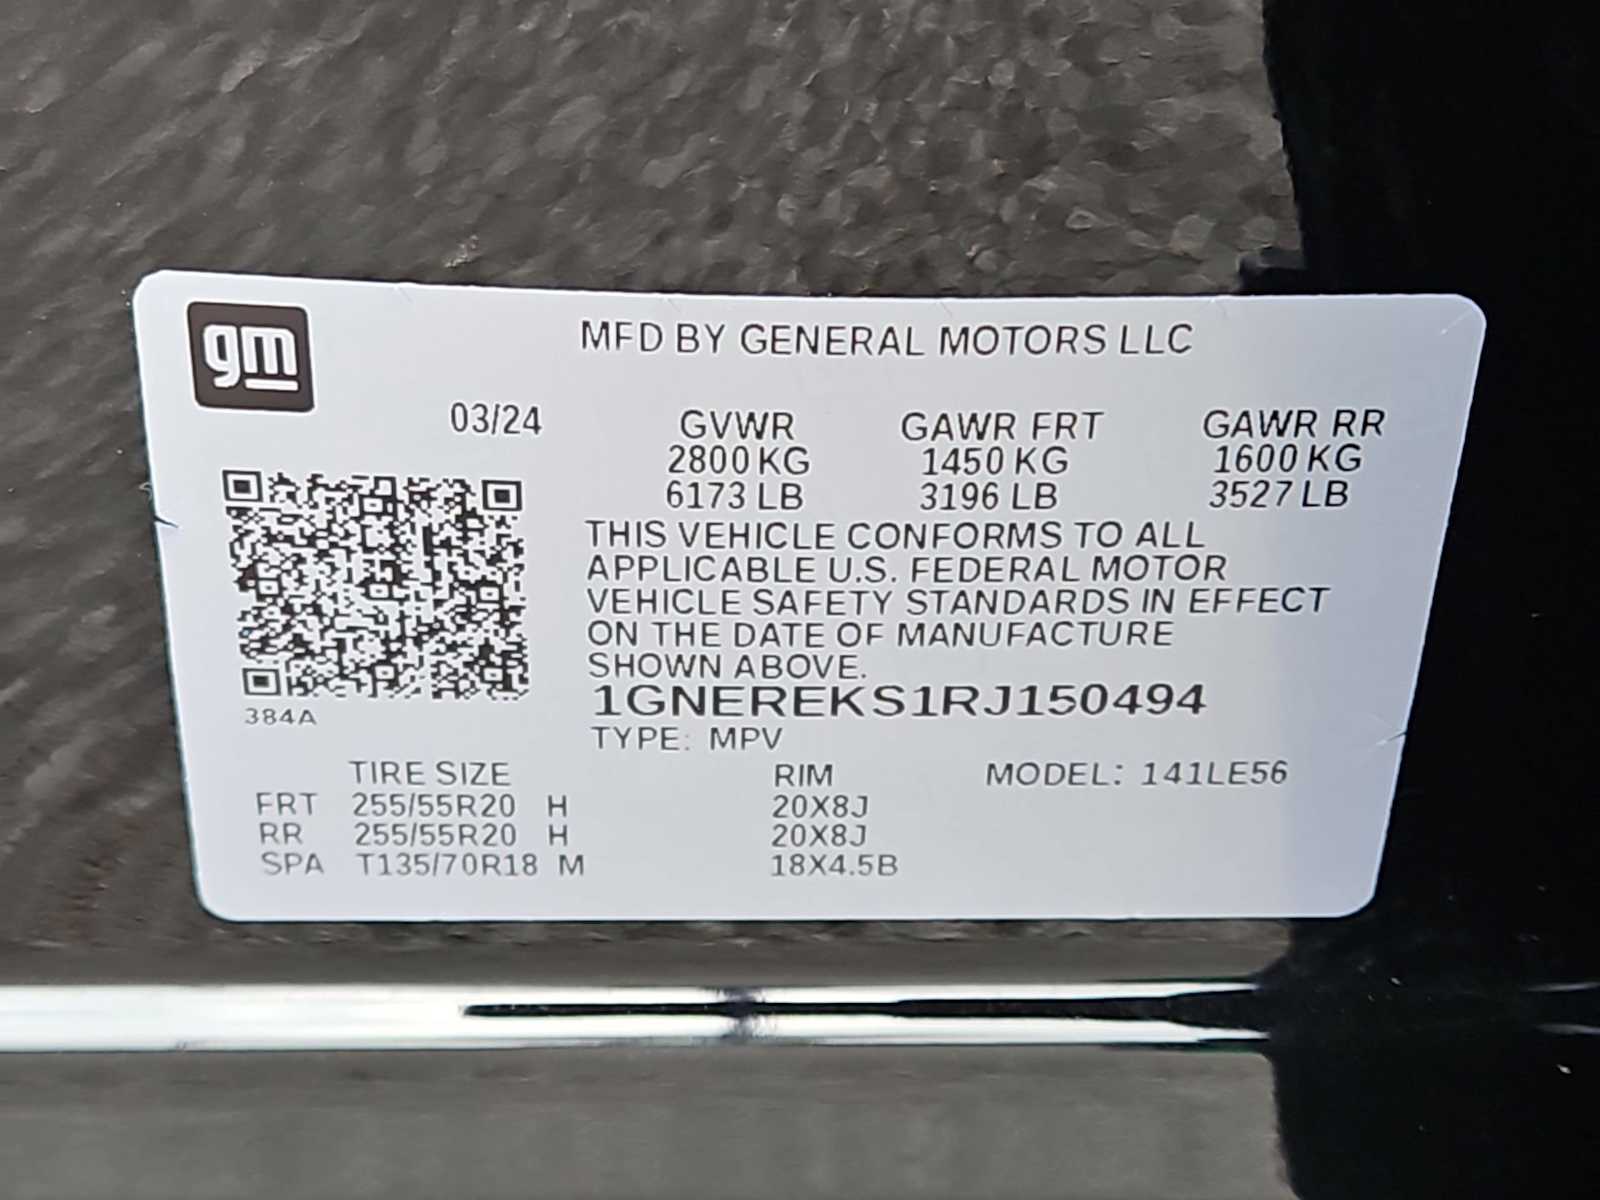 gm
MFD BY GENERAL MOTORS LLC
03/24 GVWR GAWR FRT GAWR RR
2800 KG 1450 KG 1600 KG
6173 LB 3196 LB 3527 LB
THIS VEHICLE CONFORMS TO ALL
APPLICABLE U.S. FEDERAL MOTOR
VEHICLE SAFETY STANDARDS IN EFFECT
ON THE DATE OF MANUFACTURE
SHOWN ABOVE.
1GNEREKS1RJ150494
384A
TYPE: MPV
TIRE SIZE RIM MODEL: 141LE56
FRT 255/55R20 H 20X8J
RR 255/55R20 H 20X8J
SPA T135/70R18 M 18X4.5B